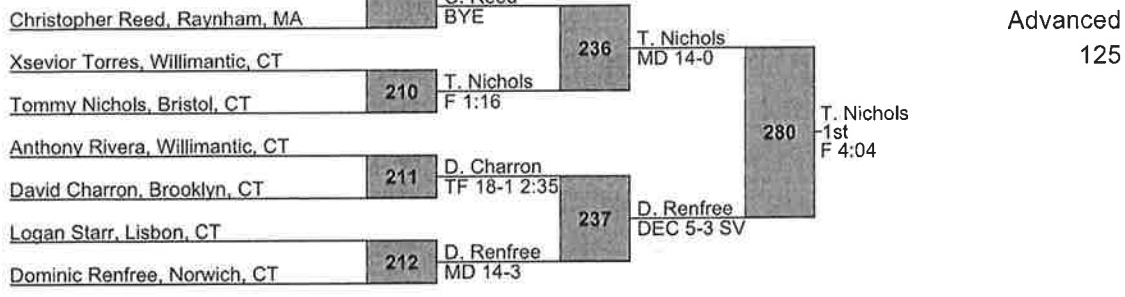 C. Reed
Christopher Reed, Raynham, MA
BYE
Advanced
125
236
T. Nichols
MD 14-0
Xsevior Torres, Willimantic, CT
210
T. Nichols
F 1:16
Tommy Nichols, Bristol, CT
280
T. Nichols
1st
F 4:04
Anthony Rivera, Willimantic, CT
211
D. Charron
TF 18-1 2:35
David Charron, Brooklyn, CT
237
D. Renfree
DEC 5-3 SV
Logan Starr, Lisbon, CT
212
D. Renfree
MD 14-3
Dominic Renfree, Norwich, CT